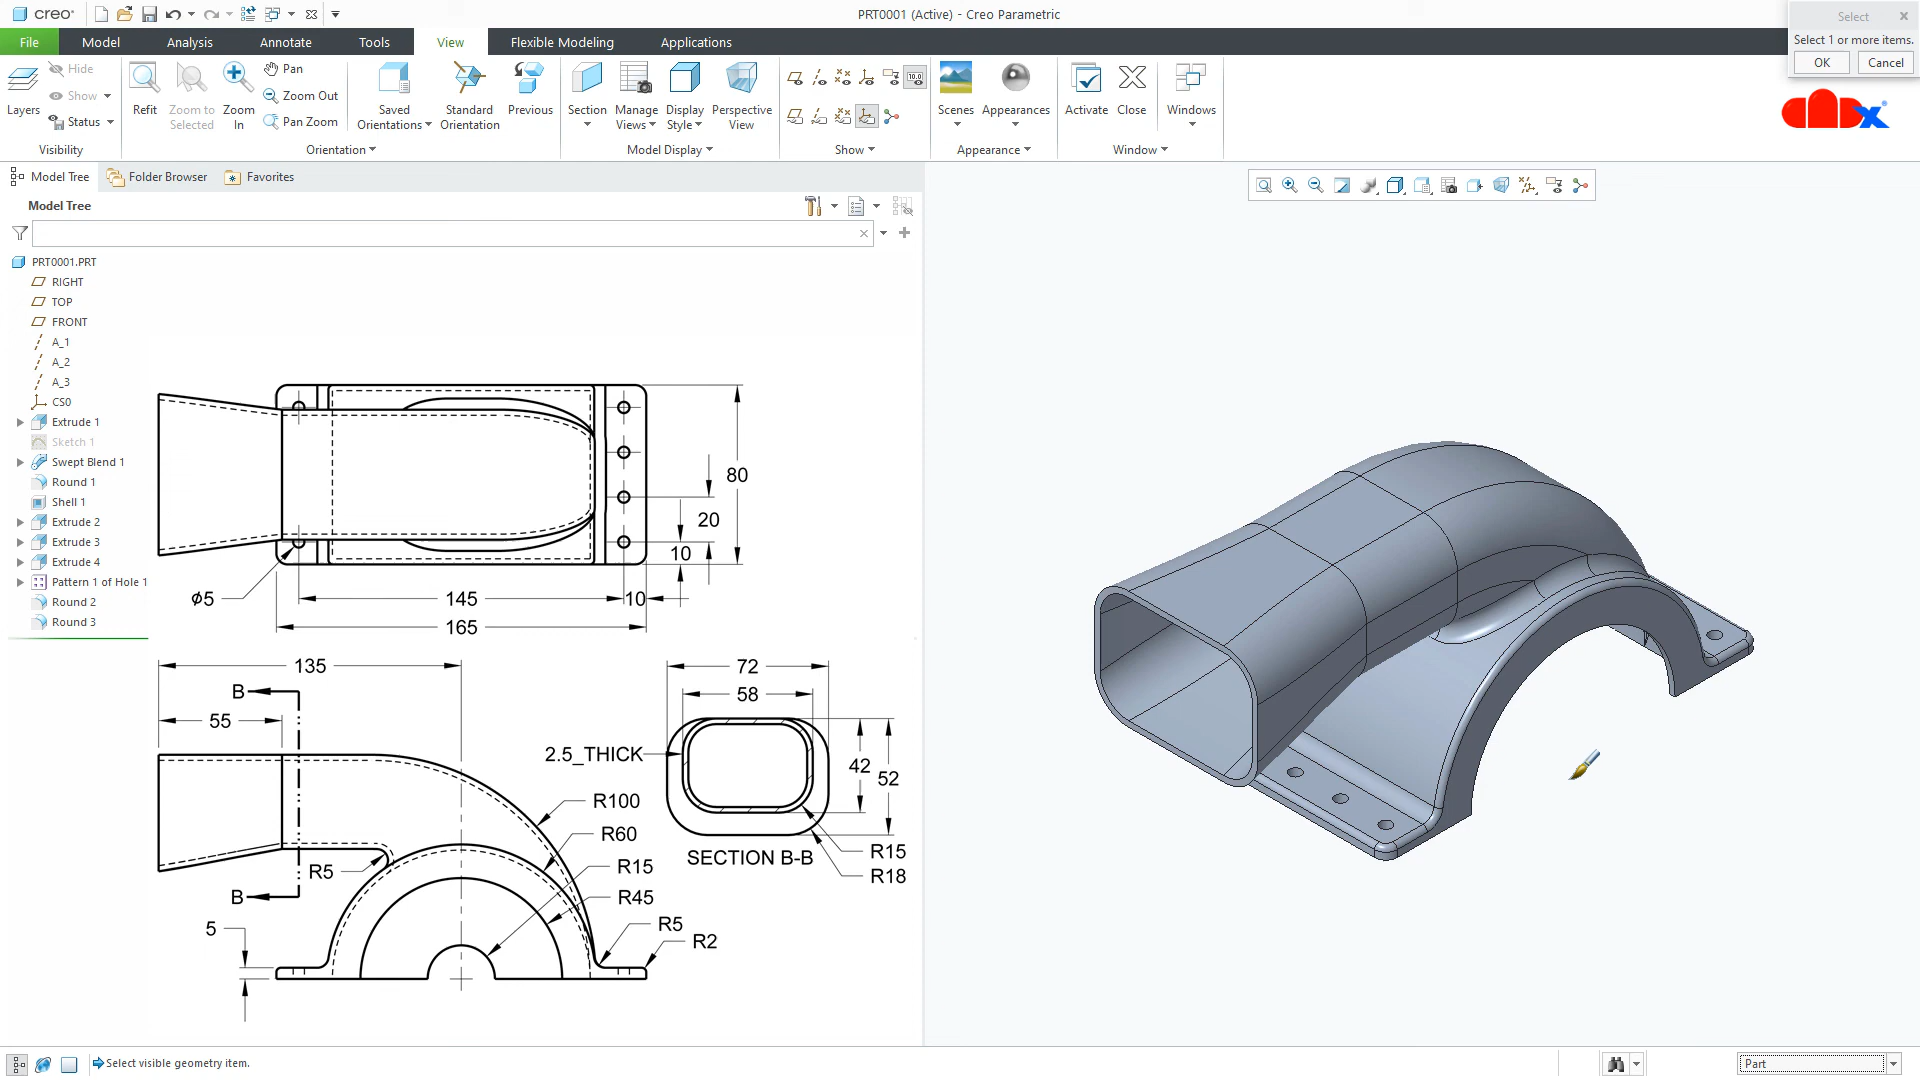 creo®
PRT0001 (Active) - Creo Parametric
File Model Analysis Annotate Tools View Flexible Modeling Applications
Select
Select 1 or more items.
OK Cancel
Layers
Hide
Show
Status
Visibility
Refit
Zoom to Selected
Zoom In
Pan
Zoom Out
Pan Zoom
Saved Orientations
Standard Orientation
Previous
Orientation
Section
Manage Views
Display Style
Perspective View
Model Display
10.0
Show
Scenes
Appearances
Appearance
Activate
Close
Windows
Window
Model Tree Folder Browser Favorites
Model Tree
PRT0001.PRT
RIGHT
TOP
FRONT
A_1
A_2
A_3
CS0
Extrude 1
Sketch 1
Swept Blend 1
Round 1
Shell 1
Extrude 2
Extrude 3
Extrude 4
Pattern 1 of Hole 1
Round 2
Round 3
80
20
10
ϕ5
145
10
165
135
B
55
B
5
R5
R100
R60
R15
R45
R5
R2
72
58
2.5_THICK
42
52
SECTION B-B
R15
R18
Select visible geometry item.
Part